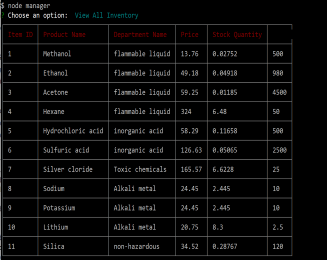 $ node manager
Choose an option: View All Inventory
Item ID Product Name Department Name Price Stock Quantity
1 Methanol flammable liquid 13.76 0.02752 500
2 Ethanol flammable liquid 49.18 0.04918 980
3 Acetone flammable liquid 59.25 0.01185 4500
4 Hexane flammable liquid 324 6.48 50
5 Hydrochloric acid inorganic acid 58.29 0.11658 500
6 Sulfuric acid inorganic acid 126.63 0.05065 2500
7 Silver cloride Toxic chemicals 165.57 6.6228 25
8 Sodium Alkali metal 24.45 2.445 10
9 Potassium Alkali metal 24.45 2.445 10
10 Lithium Alkali metal 20.75 8.3 2.5
11 Silica non-hazardous 34.52 0.28767 120